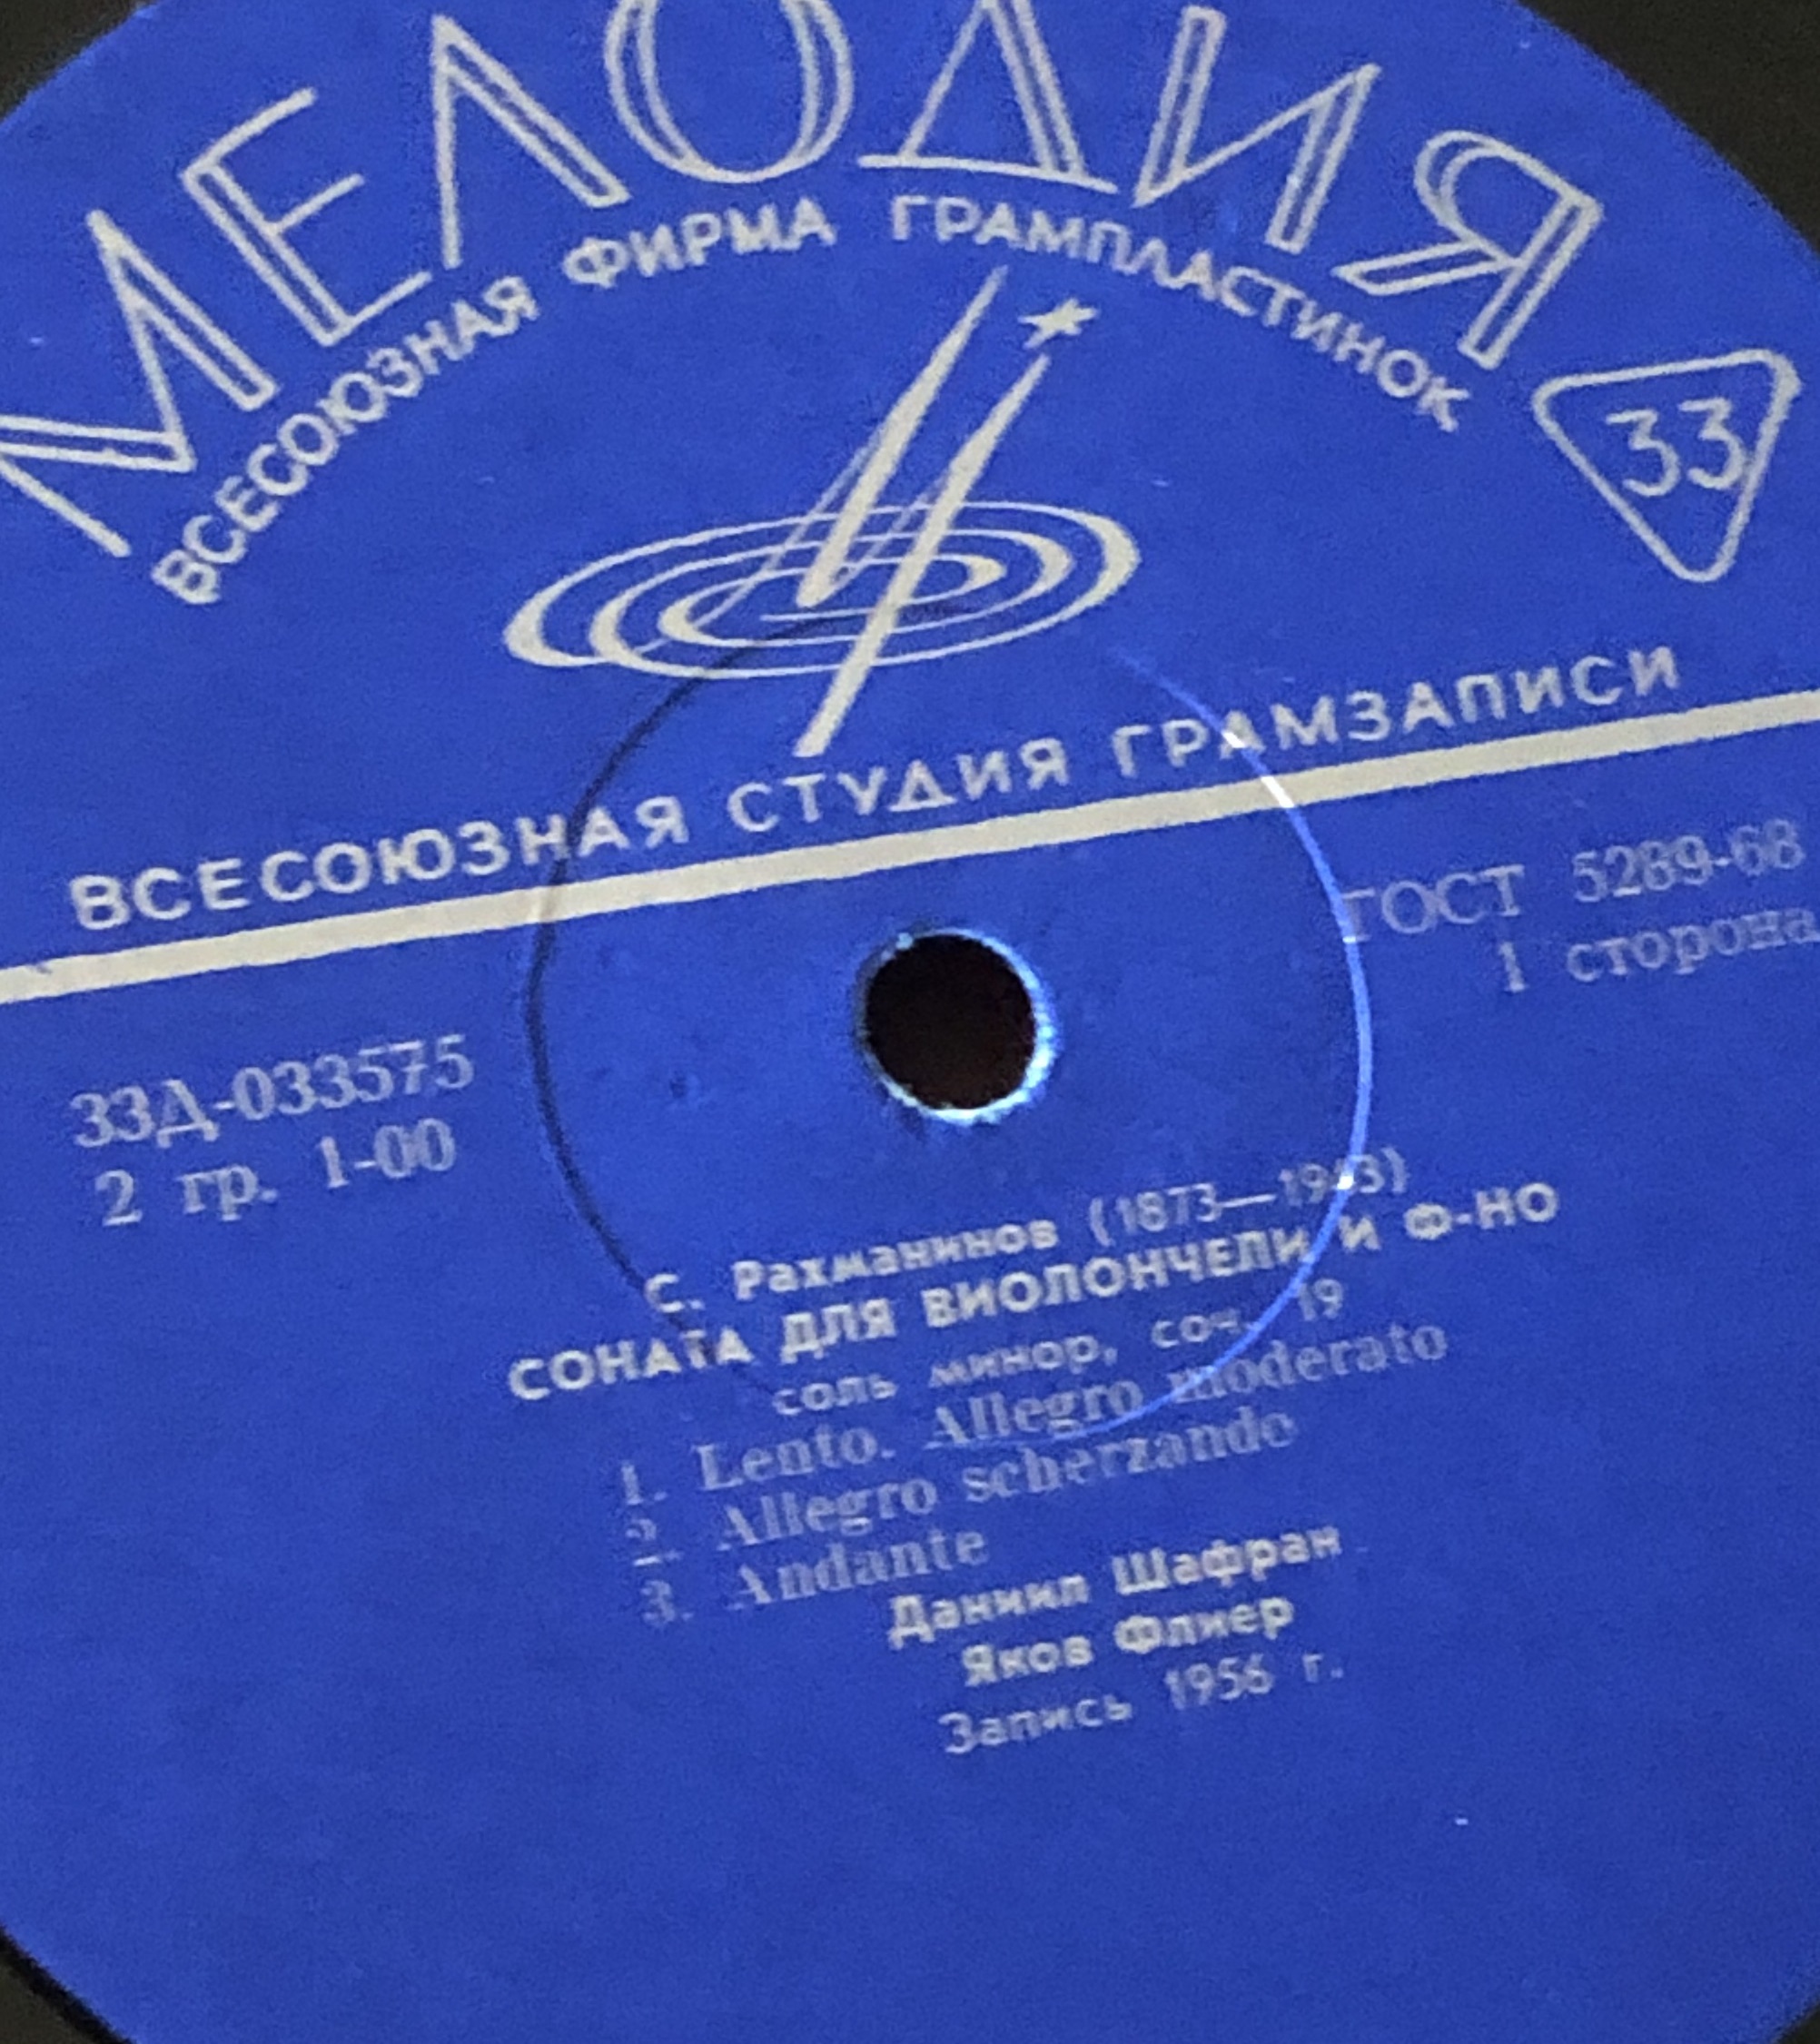 МЕЛОДИЯ
ВСЕСОЮЗНАЯ ФИРМА ГРАМПЛАСТИНОК
33
ВСЕСОЮЗНАЯ СТУДИЯ ГРАМЗАПИСИ
ГОСТ 5289-68
1 сторона
33Д-033575
2 гр. 1-00
С. Рахманинов (1873—1943)
СОНАТА ДЛЯ ВИОЛОНЧЕЛИ И Ф-НО
соль минор, соч. 19
1. Lento. Allegro moderato
2. Allegro scherzando
3. Andante
Даниил Шафран
Яков Флиер
Запись 1956 г.